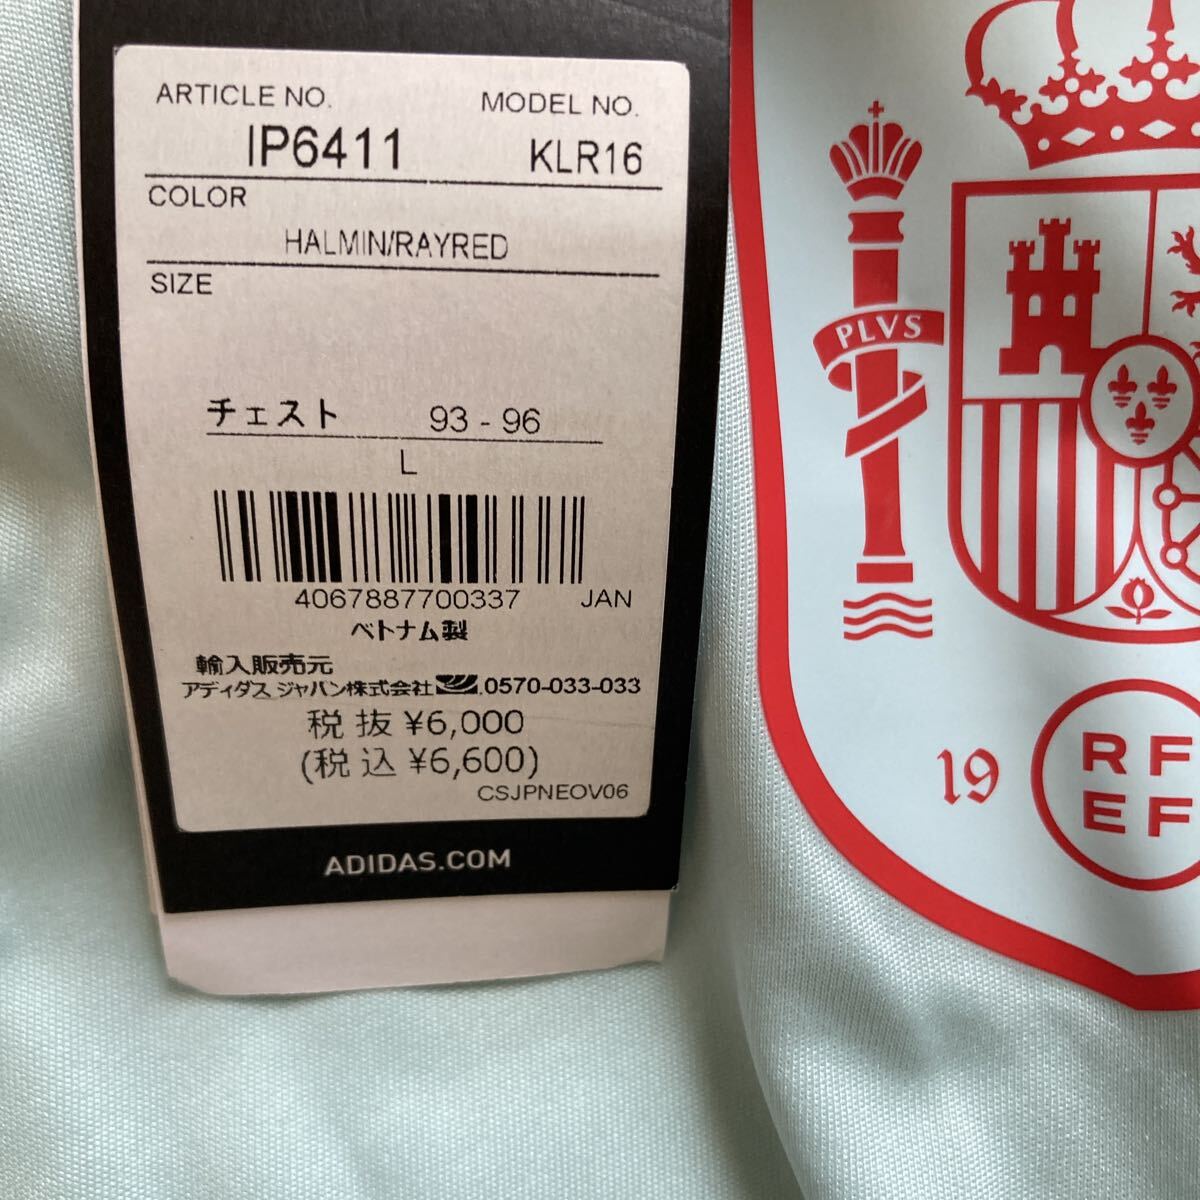 ARTICLE NO. MODEL NO.
IP6411 KLR16
COLOR
HALMIN/RAYRED
SIZE
チェスト 93 - 96
L
4067887700337 JAN
ベトナム製
輸入販売元
アディダス ジャパン株式会社 0570-033-033
税 抜 ¥6,000
(税 込 ¥6,600)
CSJPNEOV06
ADIDAS.COM
PLVS
19
RF
EF